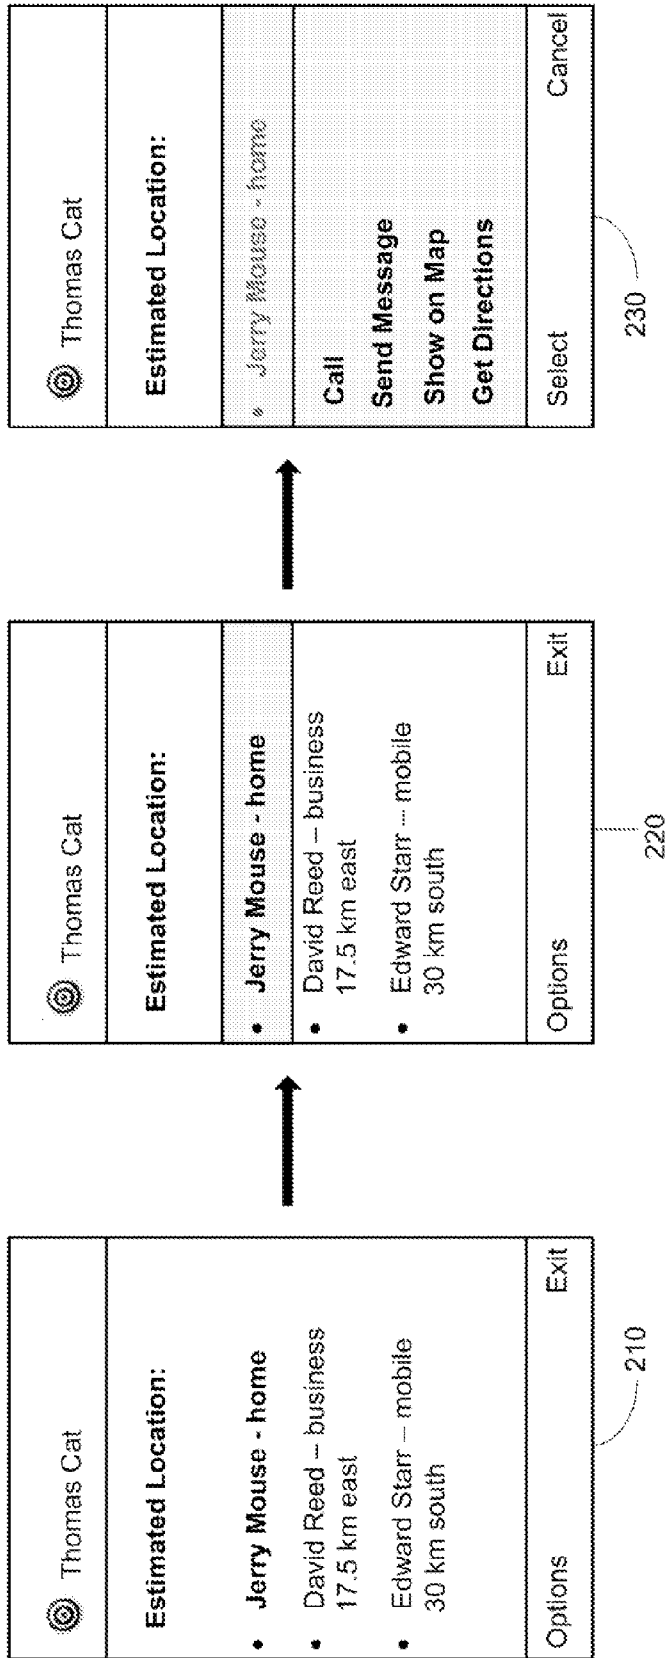 Thomas Cat
Estimated Location:
• Jerry Mouse - home
• David Reed – business
17.5 km east
• Edward Starr – mobile
30 km south
Options Exit
210
Thomas Cat
Estimated Location:
• Jerry Mouse - home
• David Reed – business
17.5 km east
• Edward Starr – mobile
30 km south
Options Exit
220
Thomas Cat
Estimated Location:
• Jerry Mouse - home
Call
Send Message
Show on Map
Get Directions
Select Cancel
230